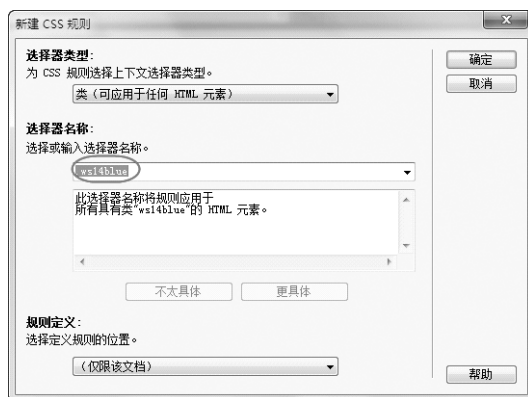 新建 CSS 规则
选择器类型:
为 CSS 规则选择上下文选择器类型。
类（可应用于任何 HTML 元素）
确定
取消
选择器名称:
选择或输入选择器名称。
ws14blue
此选择器名称将规则应用于
所有具有类“ws14blue”的 HTML 元素。
不太具体
更具体
规则定义:
选择定义规则的位置。
（仅限该文档）
帮助